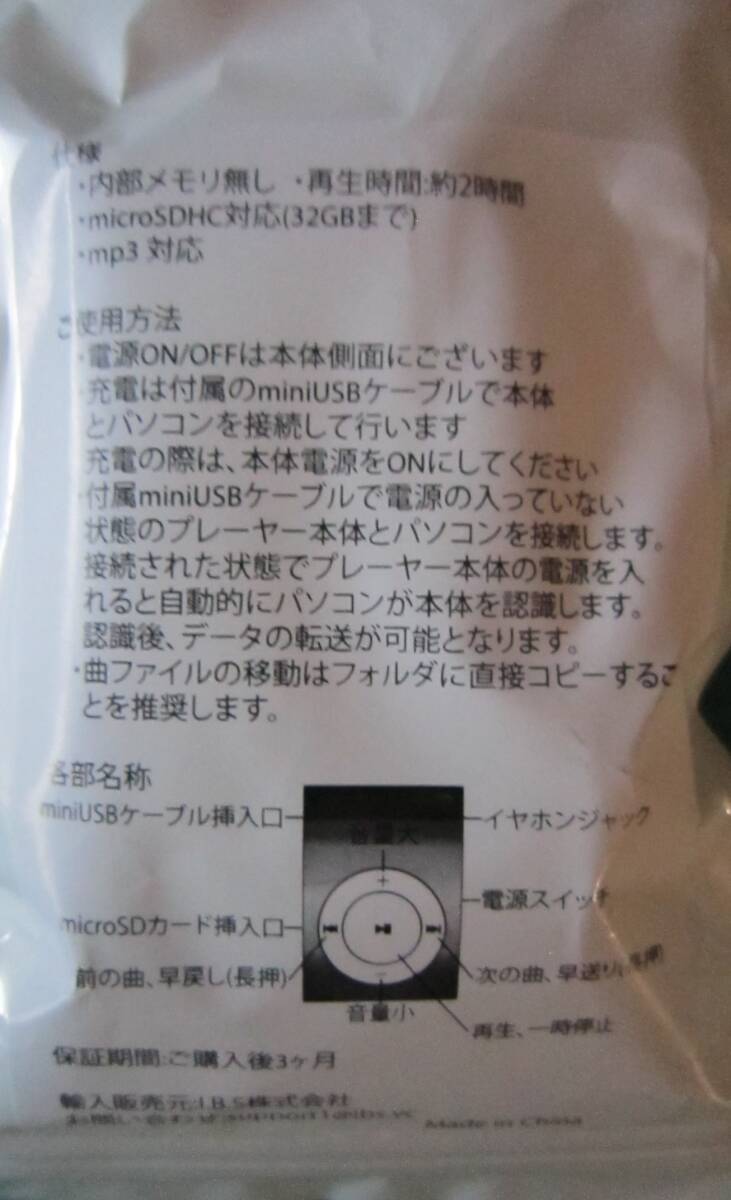 仕様
・内部メモリ無し ・再生時間:約2時間
・microSDHC対応(32GBまで)
・mp3 対応
ご使用方法
・電源ON/OFFは本体側面にございます
・充電は付属のminiUSBケーブルで本体
とパソコンを接続して行います
充電の際は、本体電源をONにしてください
・付属miniUSBケーブルで電源の入っていない
状態のプレーヤー本体とパソコンを接続します。
接続された状態でプレーヤー本体の電源を入
れると自動的にパソコンが本体を認識します。
認識後、データの転送が可能となります。
・曲ファイルの移動はフォルダに直接コピーするこ
とを推奨します。
各部名称
miniUSBケーブル挿入口
イヤホンジャック
音量大
+
電源スイッチ
microSDカード挿入口
前の曲、早戻し(長押)
次の曲、早送り(長押)
−
音量小
再生、一時停止
保証期間:ご購入後3ヶ月
輸入販売元:I.B.S株式会社
お問い合わせ
Made in China